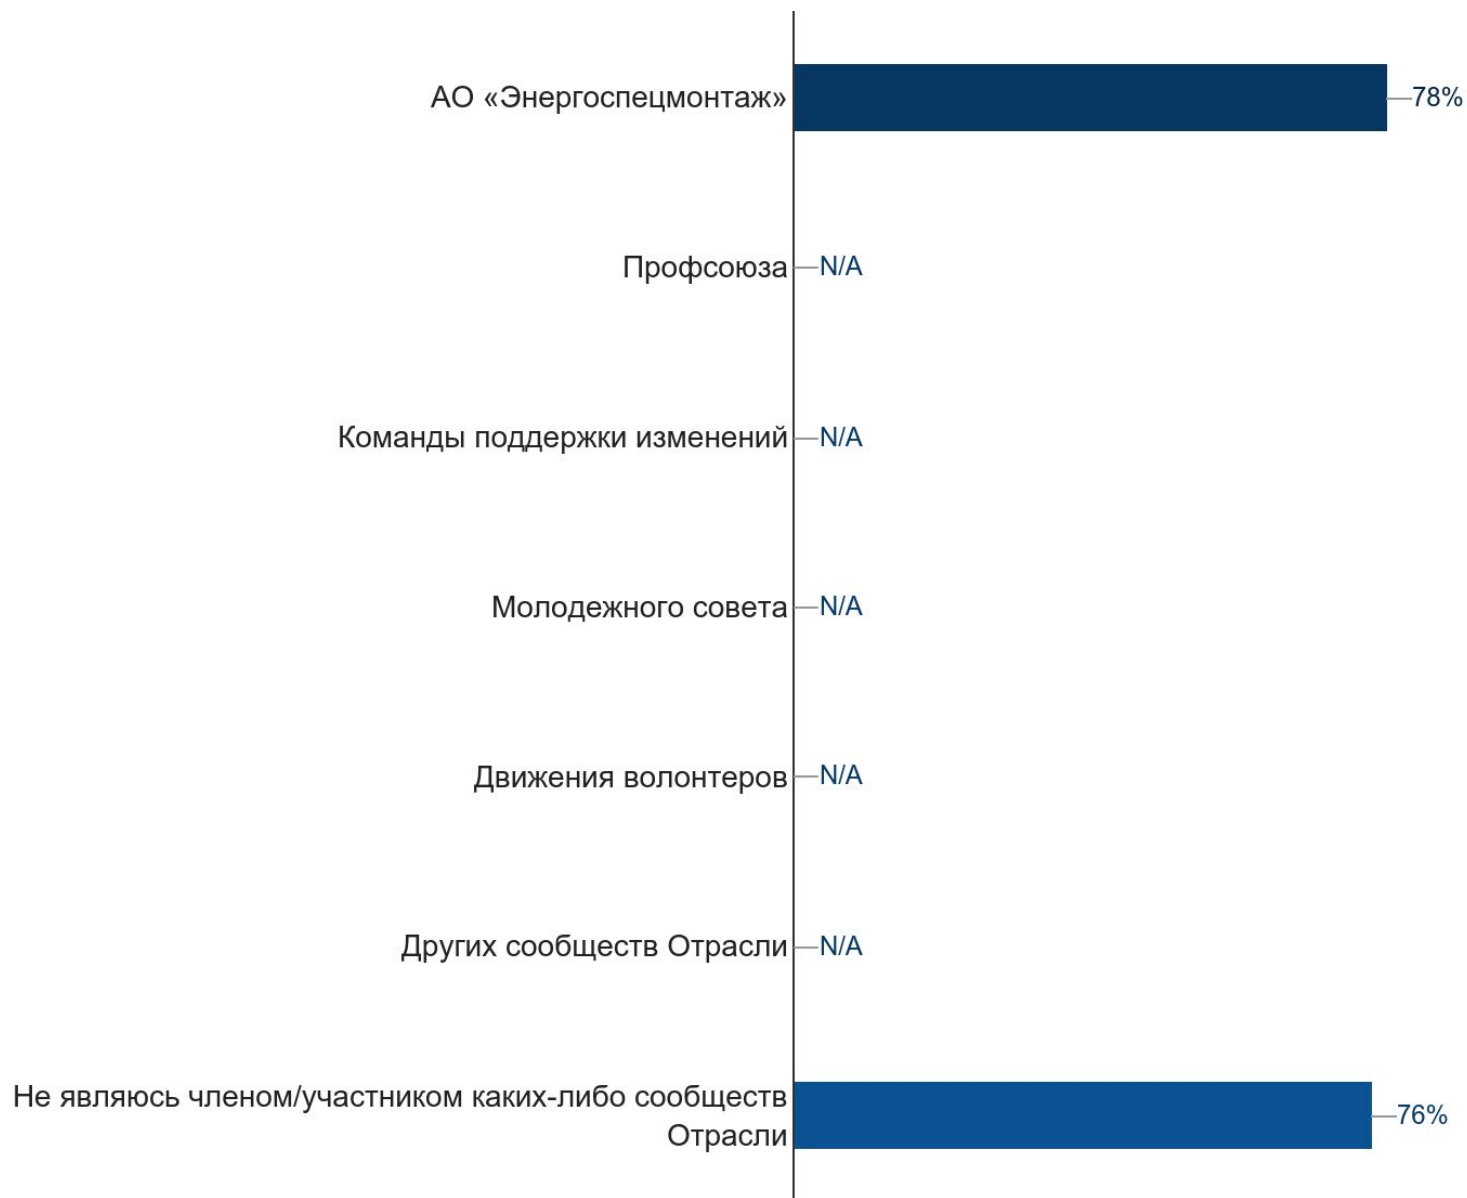 АО «Энергоспецмонтаж»
78%
Профсоюза
N/A
Команды поддержки изменений
N/A
Молодежного совета
N/A
Движения волонтеров
N/A
Других сообществ Отрасли
N/A
Не являюсь членом/участником каких-либо сообществ
Отрасли
76%